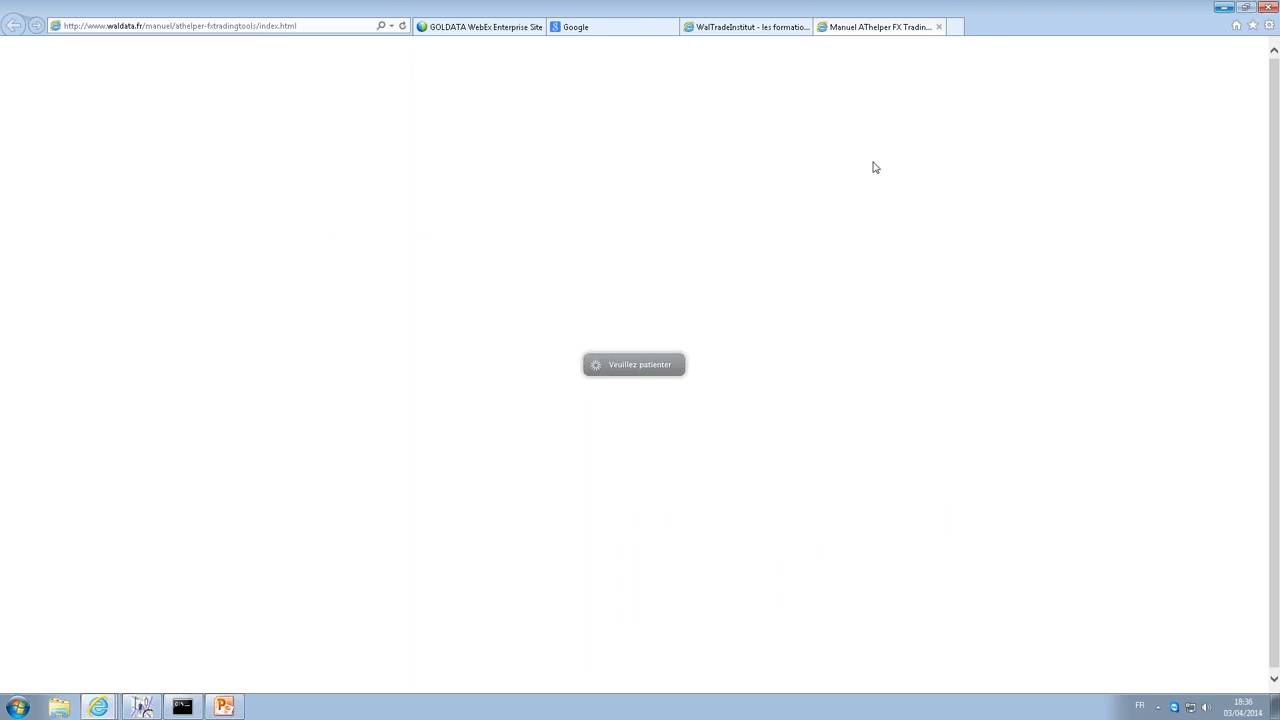 http://www.waldata.fr/manuel/athelper-fxtradingtools/index.html
GOLDATA WebEx Enterprise Site
Google
WalTradeInstitut - les formatio...
Manuel AThelper FX Tradin...
Veuillez patienter
FR
18:36
03/04/2014